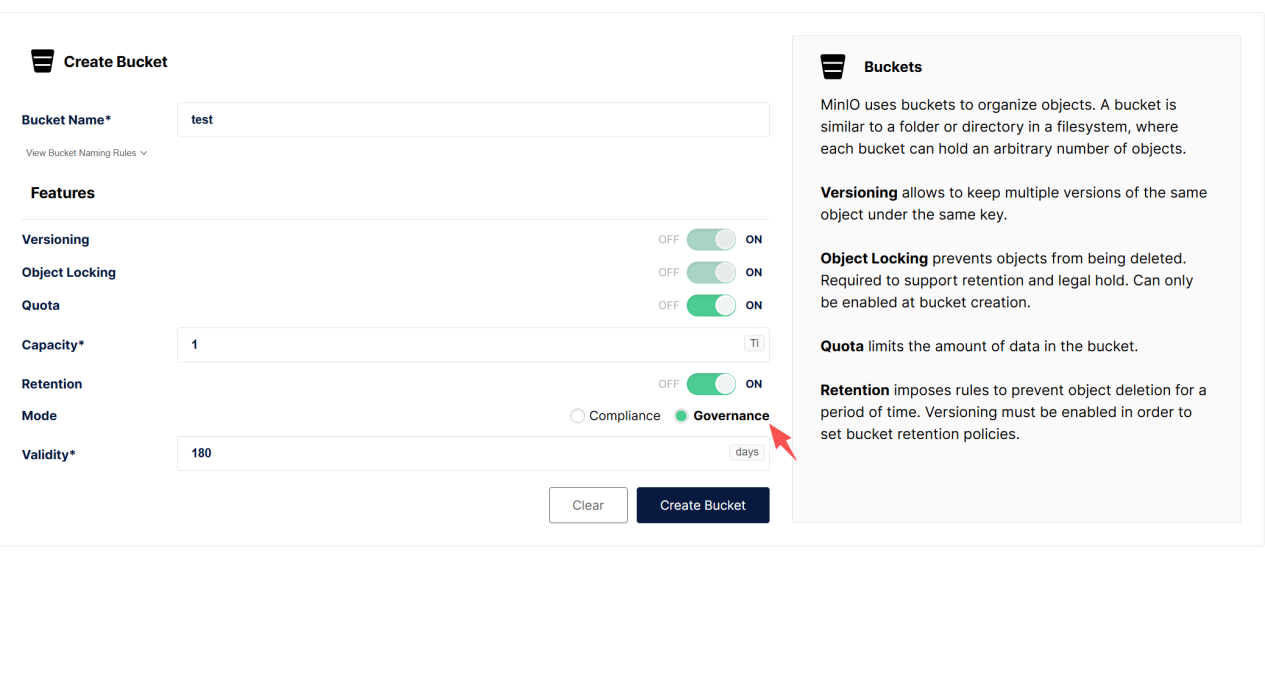 Create Bucket
Bucket Name*
test
View Bucket Naming Rules
Features
Versioning
OFF ON
Object Locking
OFF ON
Quota
OFF ON
Capacity*
1
Ti
Retention
OFF ON
Mode
Compliance Governance
Validity*
180
days
Clear
Create Bucket
Buckets
MinIO uses buckets to organize objects. A bucket is
similar to a folder or directory in a filesystem, where
each bucket can hold an arbitrary number of objects.
Versioning allows to keep multiple versions of the same
object under the same key.
Object Locking prevents objects from being deleted.
Required to support retention and legal hold. Can only
be enabled at bucket creation.
Quota limits the amount of data in the bucket.
Retention imposes rules to prevent object deletion for a
period of time. Versioning must be enabled in order to
set bucket retention policies.